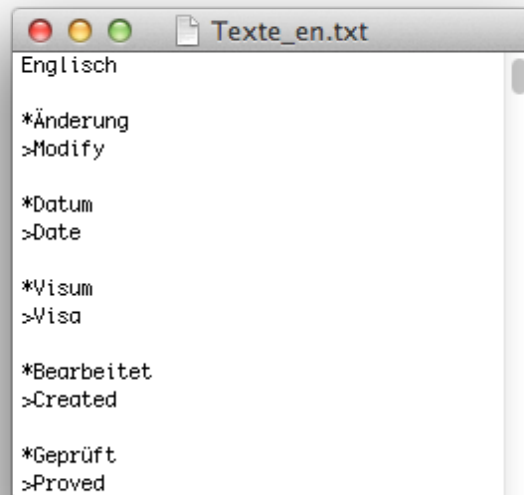 Texte_en.txt
Englisch
*Änderung
>Modify
*Datum
>Date
*Visum
>Visa
*Bearbeitet
>Created
*Geprüft
>Proved